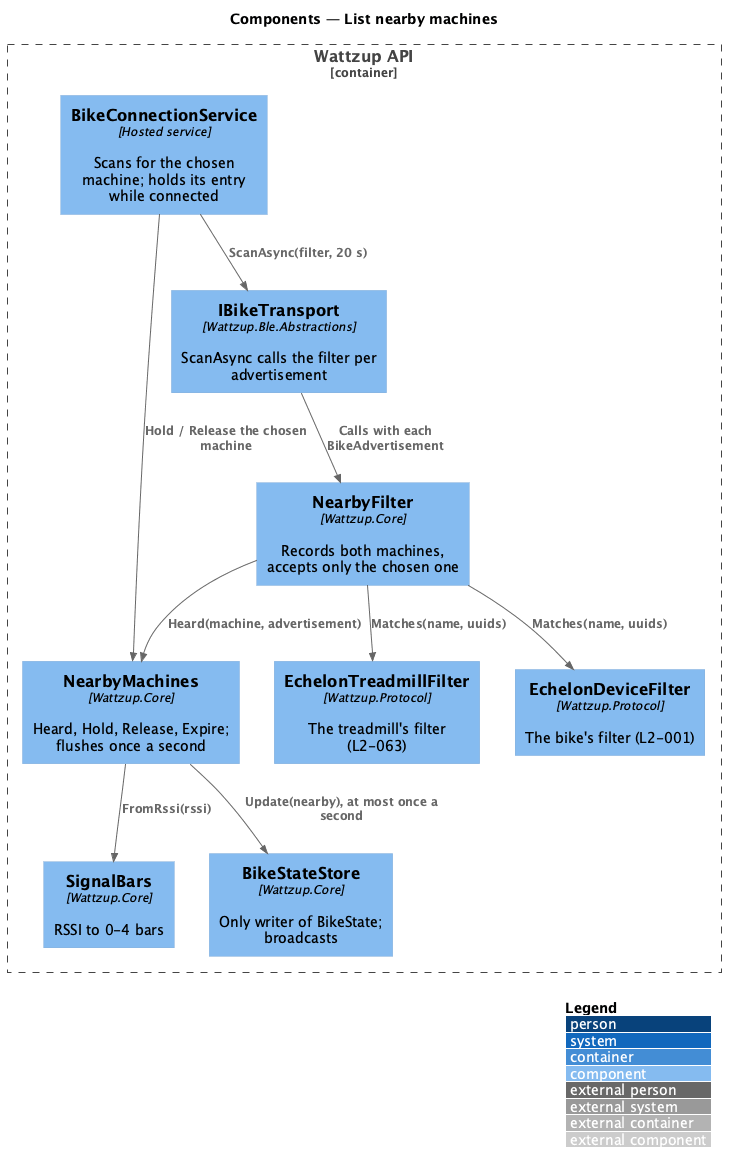 Components — List nearby machines
Wattzup API
[container]
BikeConnectionService
[Hosted service]
Scans for the chosen
machine; holds its entry
while connected
ScanAsync(filter, 20 s)
IBikeTransport
[Wattzup.Ble.Abstractions]
ScanAsync calls the filter per
advertisement
Hold / Release the chosen
machine
Calls with each
BikeAdvertisement
NearbyFilter
[Wattzup.Core]
Records both machines,
accepts only the chosen one
Heard(machine, advertisement)
Matches(name, uuids)
Matches(name, uuids)
NearbyMachines
[Wattzup.Core]
Heard, Hold, Release, Expire;
flushes once a second
EchelonTreadmillFilter
[Wattzup.Protocol]
The treadmill's filter
(L2-063)
EchelonDeviceFilter
[Wattzup.Protocol]
The bike's filter (L2-001)
FromRssi(rssi)
Update(nearby), at most once a
second
SignalBars
[Wattzup.Core]
RSSI to 0-4 bars
BikeStateStore
[Wattzup.Core]
Only writer of BikeState;
broadcasts
Legend
person
system
container
component
external person
external system
external container
external component